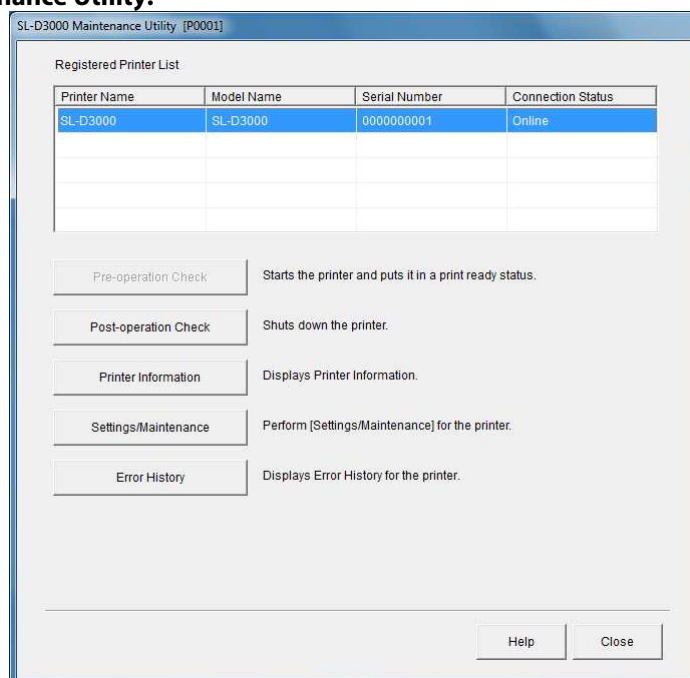 nance Utility.
SL-D3000 Maintenance Utility [P0001]
Registered Printer List
Printer Name Model Name Serial Number Connection Status
SL-D3000 SL-D3000 0000000001 Online
Pre-operation Check Starts the printer and puts it in a print ready status.
Post-operation Check Shuts down the printer.
Printer Information Displays Printer Information.
Settings/Maintenance Perform [Settings/Maintenance] for the printer.
Error History Displays Error History for the printer.
Help Close